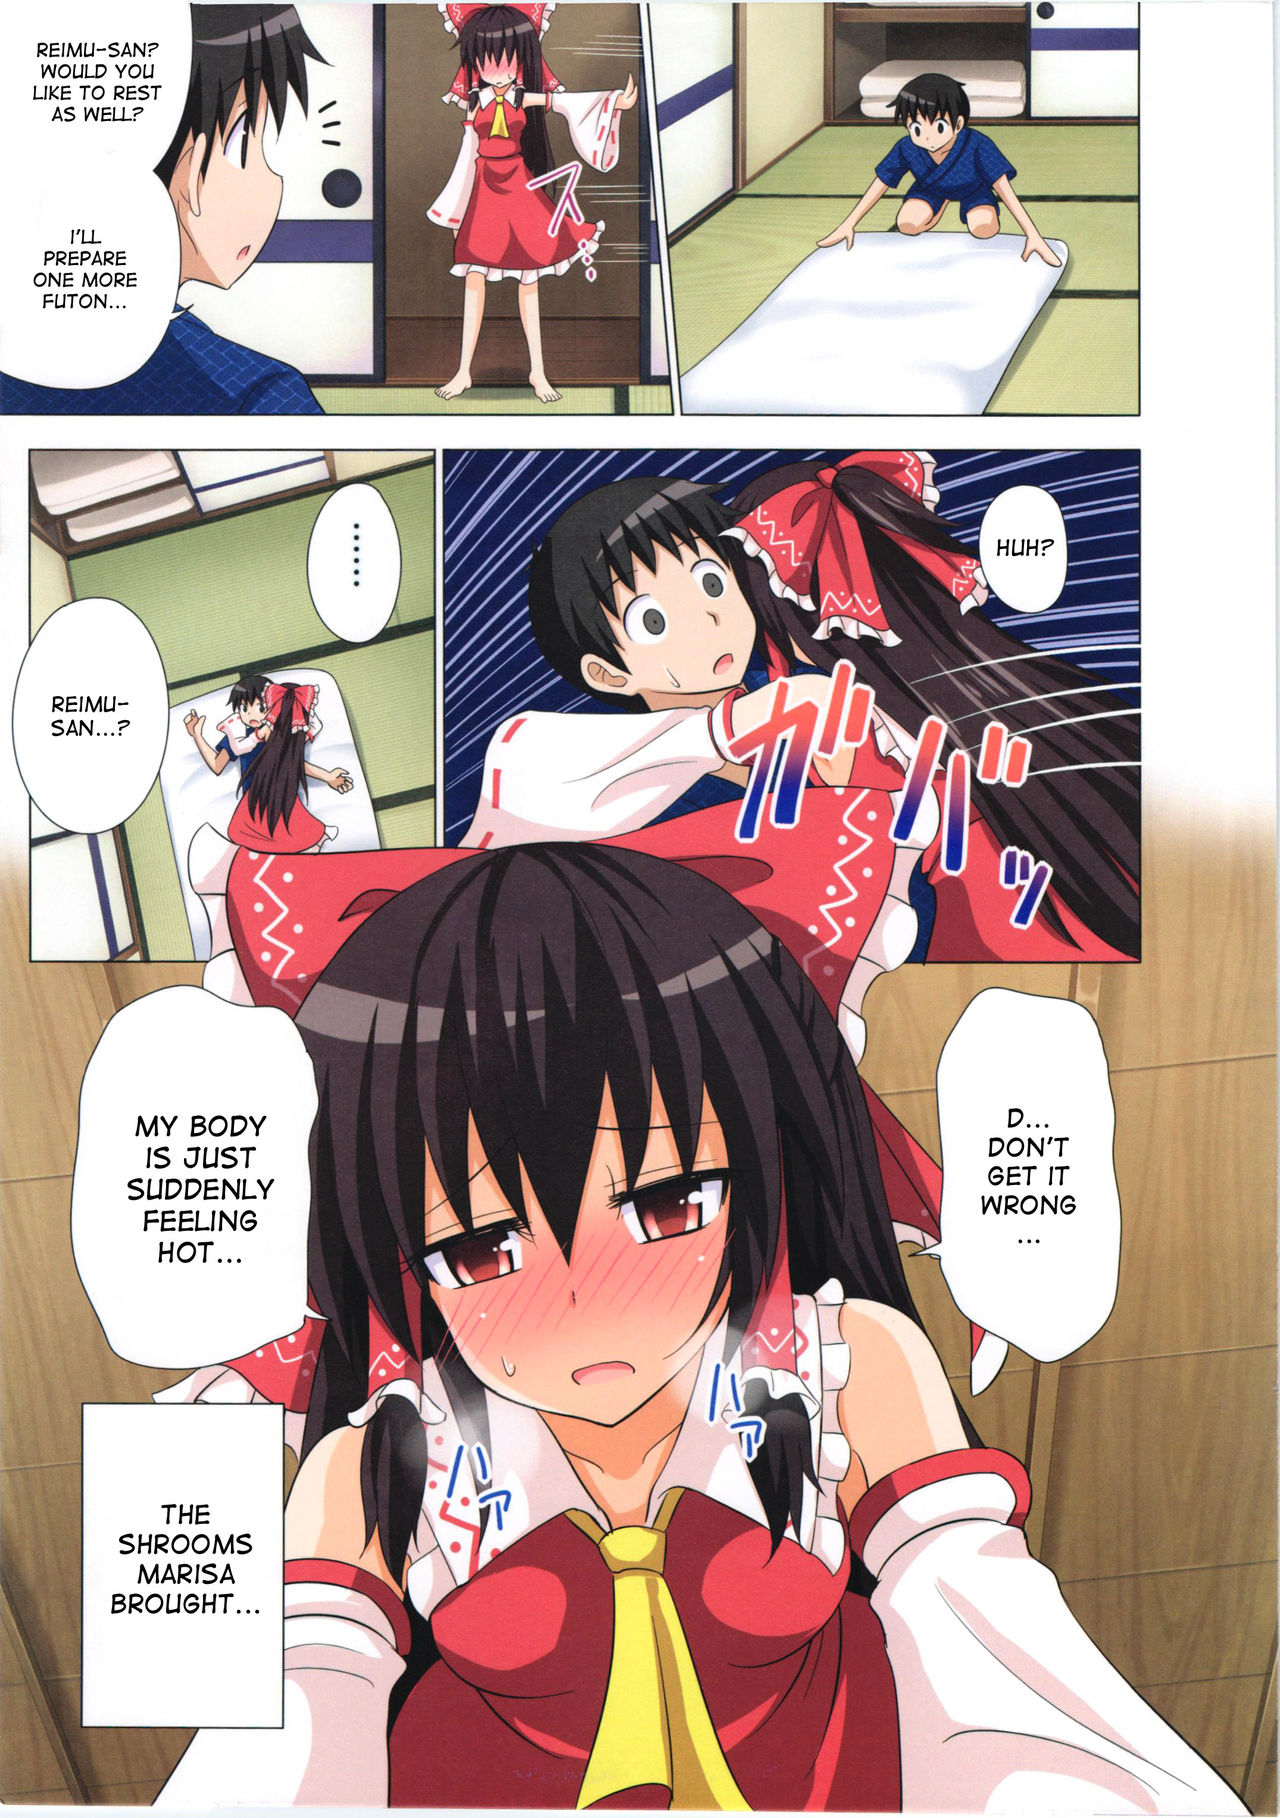 REIMU-SAN?
WOULD YOU
LIKE TO REST
AS WELL?
I'LL
PREPARE
ONE MORE
FUTON...
ス...
HUH?
ガバッ
......
REIMU-
SAN...?
D...
DON'T
GET IT
WRONG
...
MY BODY
IS JUST
SUDDENLY
FEELING
HOT...
ハァ
ハァ
THE
SHROOMS
MARISA
BROUGHT...